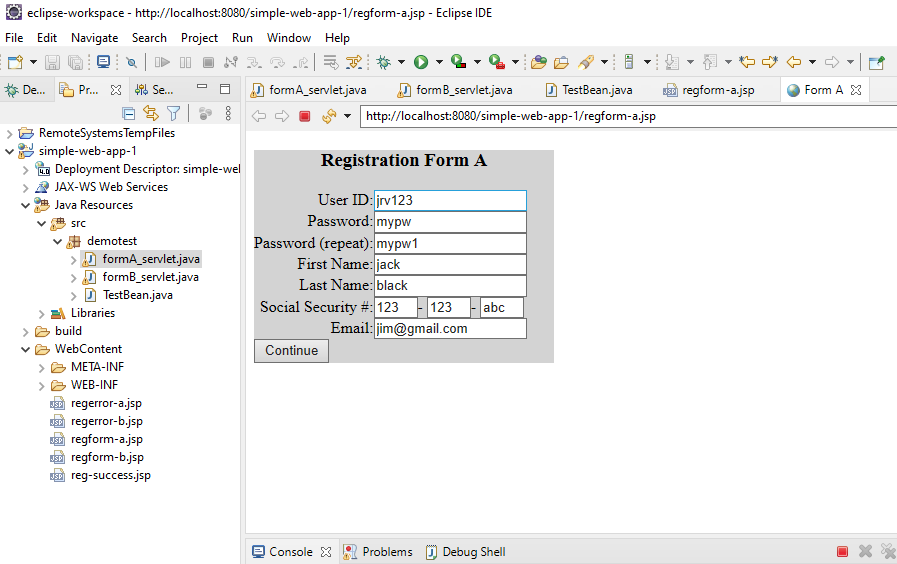 eclipse-workspace - http://localhost:8080/simple-web-app-1/regform-a.jsp - Eclipse IDE
File Edit Navigate Search Project Run Window Help
De... Pr... Se...
formA_servlet.java formB_servlet.java TestBean.java regform-a.jsp Form A
http://localhost:8080/simple-web-app-1/regform-a.jsp
RemoteSystemsTempFiles
simple-web-app-1
Deployment Descriptor: simple-wel
JAX-WS Web Services
Java Resources
src
demotest
formA_servlet.java
formB_servlet.java
TestBean.java
Libraries
build
WebContent
META-INF
WEB-INF
regerror-a.jsp
regerror-b.jsp
regform-a.jsp
regform-b.jsp
reg-success.jsp
Registration Form A
User ID: jrv123
Password: mypw
Password (repeat): mypw1
First Name: jack
Last Name: black
Social Security #: 123 - 123 - abc
Email: jim@gmail.com
Continue
Console Problems Debug Shell